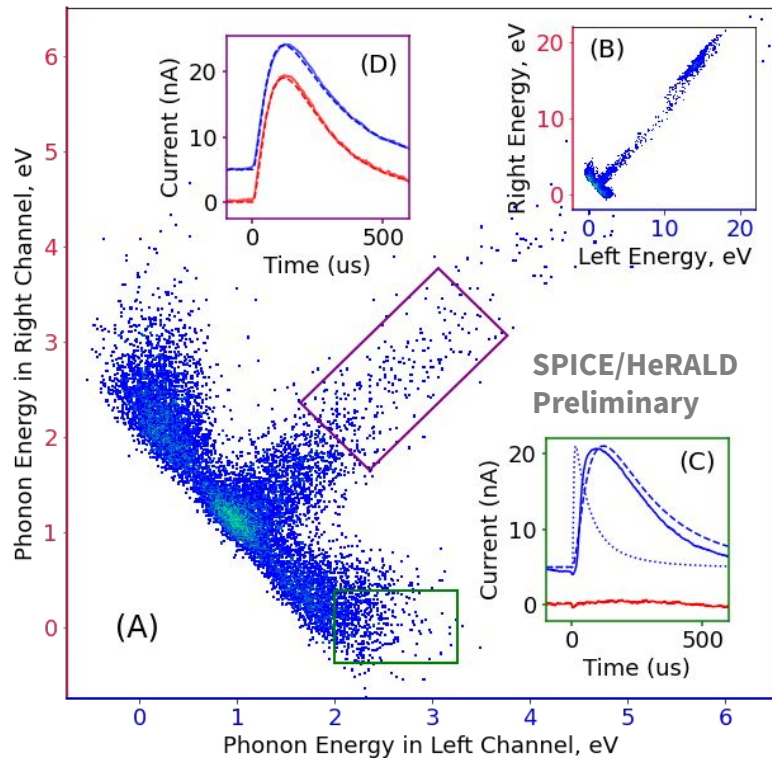 6
5
4
3
2
1
0
Phonon Energy in Right Channel, eV
0 1 2 3 4 5 6
Phonon Energy in Left Channel, eV
(A)
(D)
20
10
0
Current (nA)
0 500
Time (us)
(B)
20
10
0
Right Energy, eV
0 10 20
Left Energy, eV
SPICE/HeRALD
Preliminary
(C)
20
10
0
Current (nA)
0 500
Time (us)